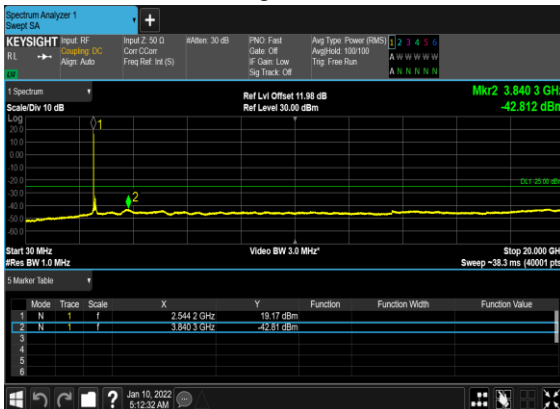 Spectrum Analyzer 1
Swept SA
+
KEYSIGHT Input: RF Input Z: 50 Ω #Atten: 30 dB PNO: Fast Avg Type: Power (RMS) 1 2 3 4 5 6
RL Coupling: DC Corr CCorr Gate: Off Avg|Hold: 100/100 A W W W W W
Align: Auto Freq Ref: Int (S) IF Gain: Low Trig: Free Run
Sig Track: Off A N N N N N
1 Spectrum Ref Lvl Offset 11.98 dB Mkr2 3.840 3 GHz
Scale/Div 10 dB Ref Level 30.00 dBm -42.812 dBm
Log
20.0
10.0
0.00
-10.0
-20.0
-30.0
-40.0
-50.0
-60.0
1
2
Start 30 MHz Video BW 3.0 MHz* Stop 20.000 GH
#Res BW 1.0 MHz Sweep ~38.3 ms (40001 pts
5 Marker Table
Mode Trace Scale X Y Function Function Width Function Value
1 N 1 f 2.544 2 GHz 19.17 dBm
2 N 1 f 3.840 3 GHz -42.81 dBm
3
4
5
6
? Jan 10, 2022
5:12:32 AM